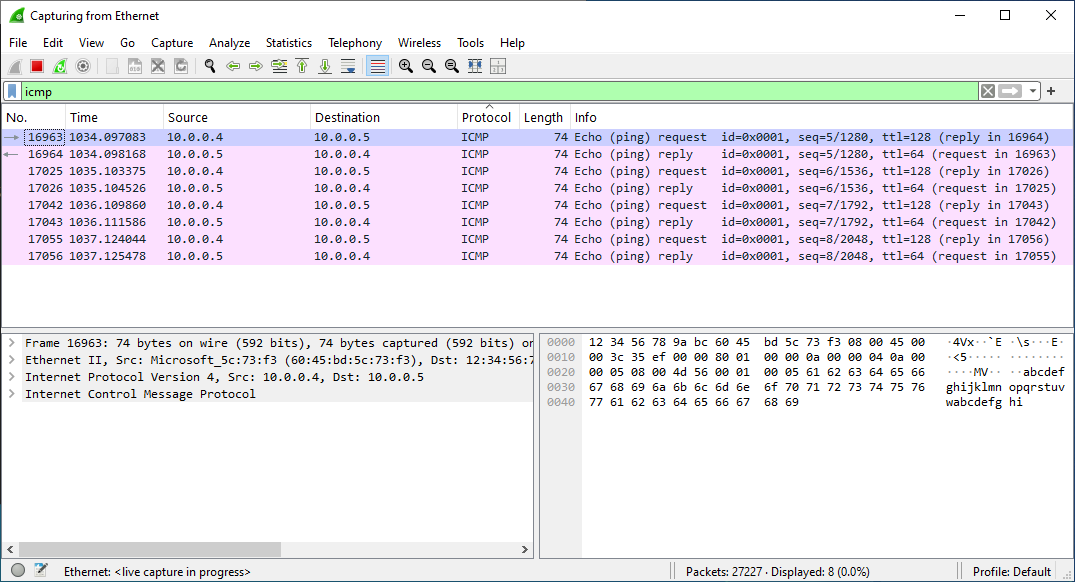 Capturing from Ethernet
File Edit View Go Capture Analyze Statistics Telephony Wireless Tools Help
icmp
No. Time Source Destination Protocol Length Info
16963 1034.097083 10.0.0.4 10.0.0.5 ICMP 74 Echo (ping) request id=0x0001, seq=5/1280, ttl=128 (reply in 16964)
16964 1034.098168 10.0.0.5 10.0.0.4 ICMP 74 Echo (ping) reply id=0x0001, seq=5/1280, ttl=64 (request in 16963)
17025 1035.103375 10.0.0.4 10.0.0.5 ICMP 74 Echo (ping) request id=0x0001, seq=6/1536, ttl=128 (reply in 17026)
17026 1035.104526 10.0.0.5 10.0.0.4 ICMP 74 Echo (ping) reply id=0x0001, seq=6/1536, ttl=64 (request in 17025)
17042 1036.109860 10.0.0.4 10.0.0.5 ICMP 74 Echo (ping) request id=0x0001, seq=7/1792, ttl=128 (reply in 17043)
17043 1036.111586 10.0.0.5 10.0.0.4 ICMP 74 Echo (ping) reply id=0x0001, seq=7/1792, ttl=64 (request in 17042)
17055 1037.124044 10.0.0.4 10.0.0.5 ICMP 74 Echo (ping) request id=0x0001, seq=8/2048, ttl=128 (reply in 17056)
17056 1037.125478 10.0.0.5 10.0.0.4 ICMP 74 Echo (ping) reply id=0x0001, seq=8/2048, ttl=64 (request in 17055)
Frame 16963: 74 bytes on wire (592 bits), 74 bytes captured (592 bits) on
Ethernet II, Src: Microsoft_5c:73:f3 (60:45:bd:5c:73:f3), Dst: 12:34:56:7
Internet Protocol Version 4, Src: 10.0.0.4, Dst: 10.0.0.5
Internet Control Message Protocol
0000 12 34 56 78 9a bc 60 45 bd 5c 73 f3 08 00 45 00 ·4Vx··`E ·\s···E·
0010 00 3c 35 ef 00 00 80 01 00 00 0a 00 00 04 0a 00 ·<5····· ········
0020 00 05 08 00 4d 56 00 01 00 05 61 62 63 64 65 66 ····MV·· ··abcdef
0030 67 68 69 6a 6b 6c 6d 6e 6f 70 71 72 73 74 75 76 ghijklmn opqrstuv
0040 77 61 62 63 64 65 66 67 68 69 wabcdefg hi
Ethernet: <live capture in progress> Packets: 27227 · Displayed: 8 (0.0%) Profile: Default